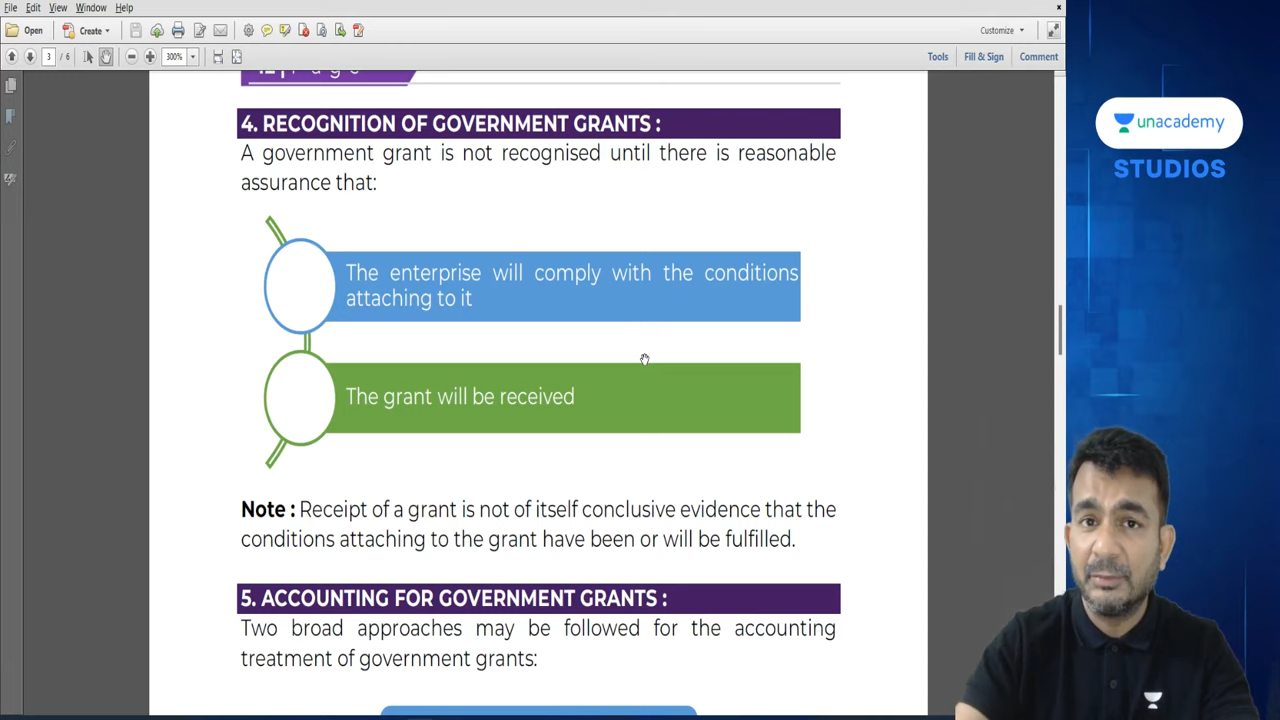 File Edit View Window Help
Open Create Customize
3 / 6 300% Tools Fill & Sign Comment
unacademy
STUDIOS
4. RECOGNITION OF GOVERNMENT GRANTS :
A government grant is not recognised until there is reasonable
assurance that:
The enterprise will comply with the conditions
attaching to it
The grant will be received
Note : Receipt of a grant is not of itself conclusive evidence that the
conditions attaching to the grant have been or will be fulfilled.
5. ACCOUNTING FOR GOVERNMENT GRANTS :
Two broad approaches may be followed for the accounting
treatment of government grants: